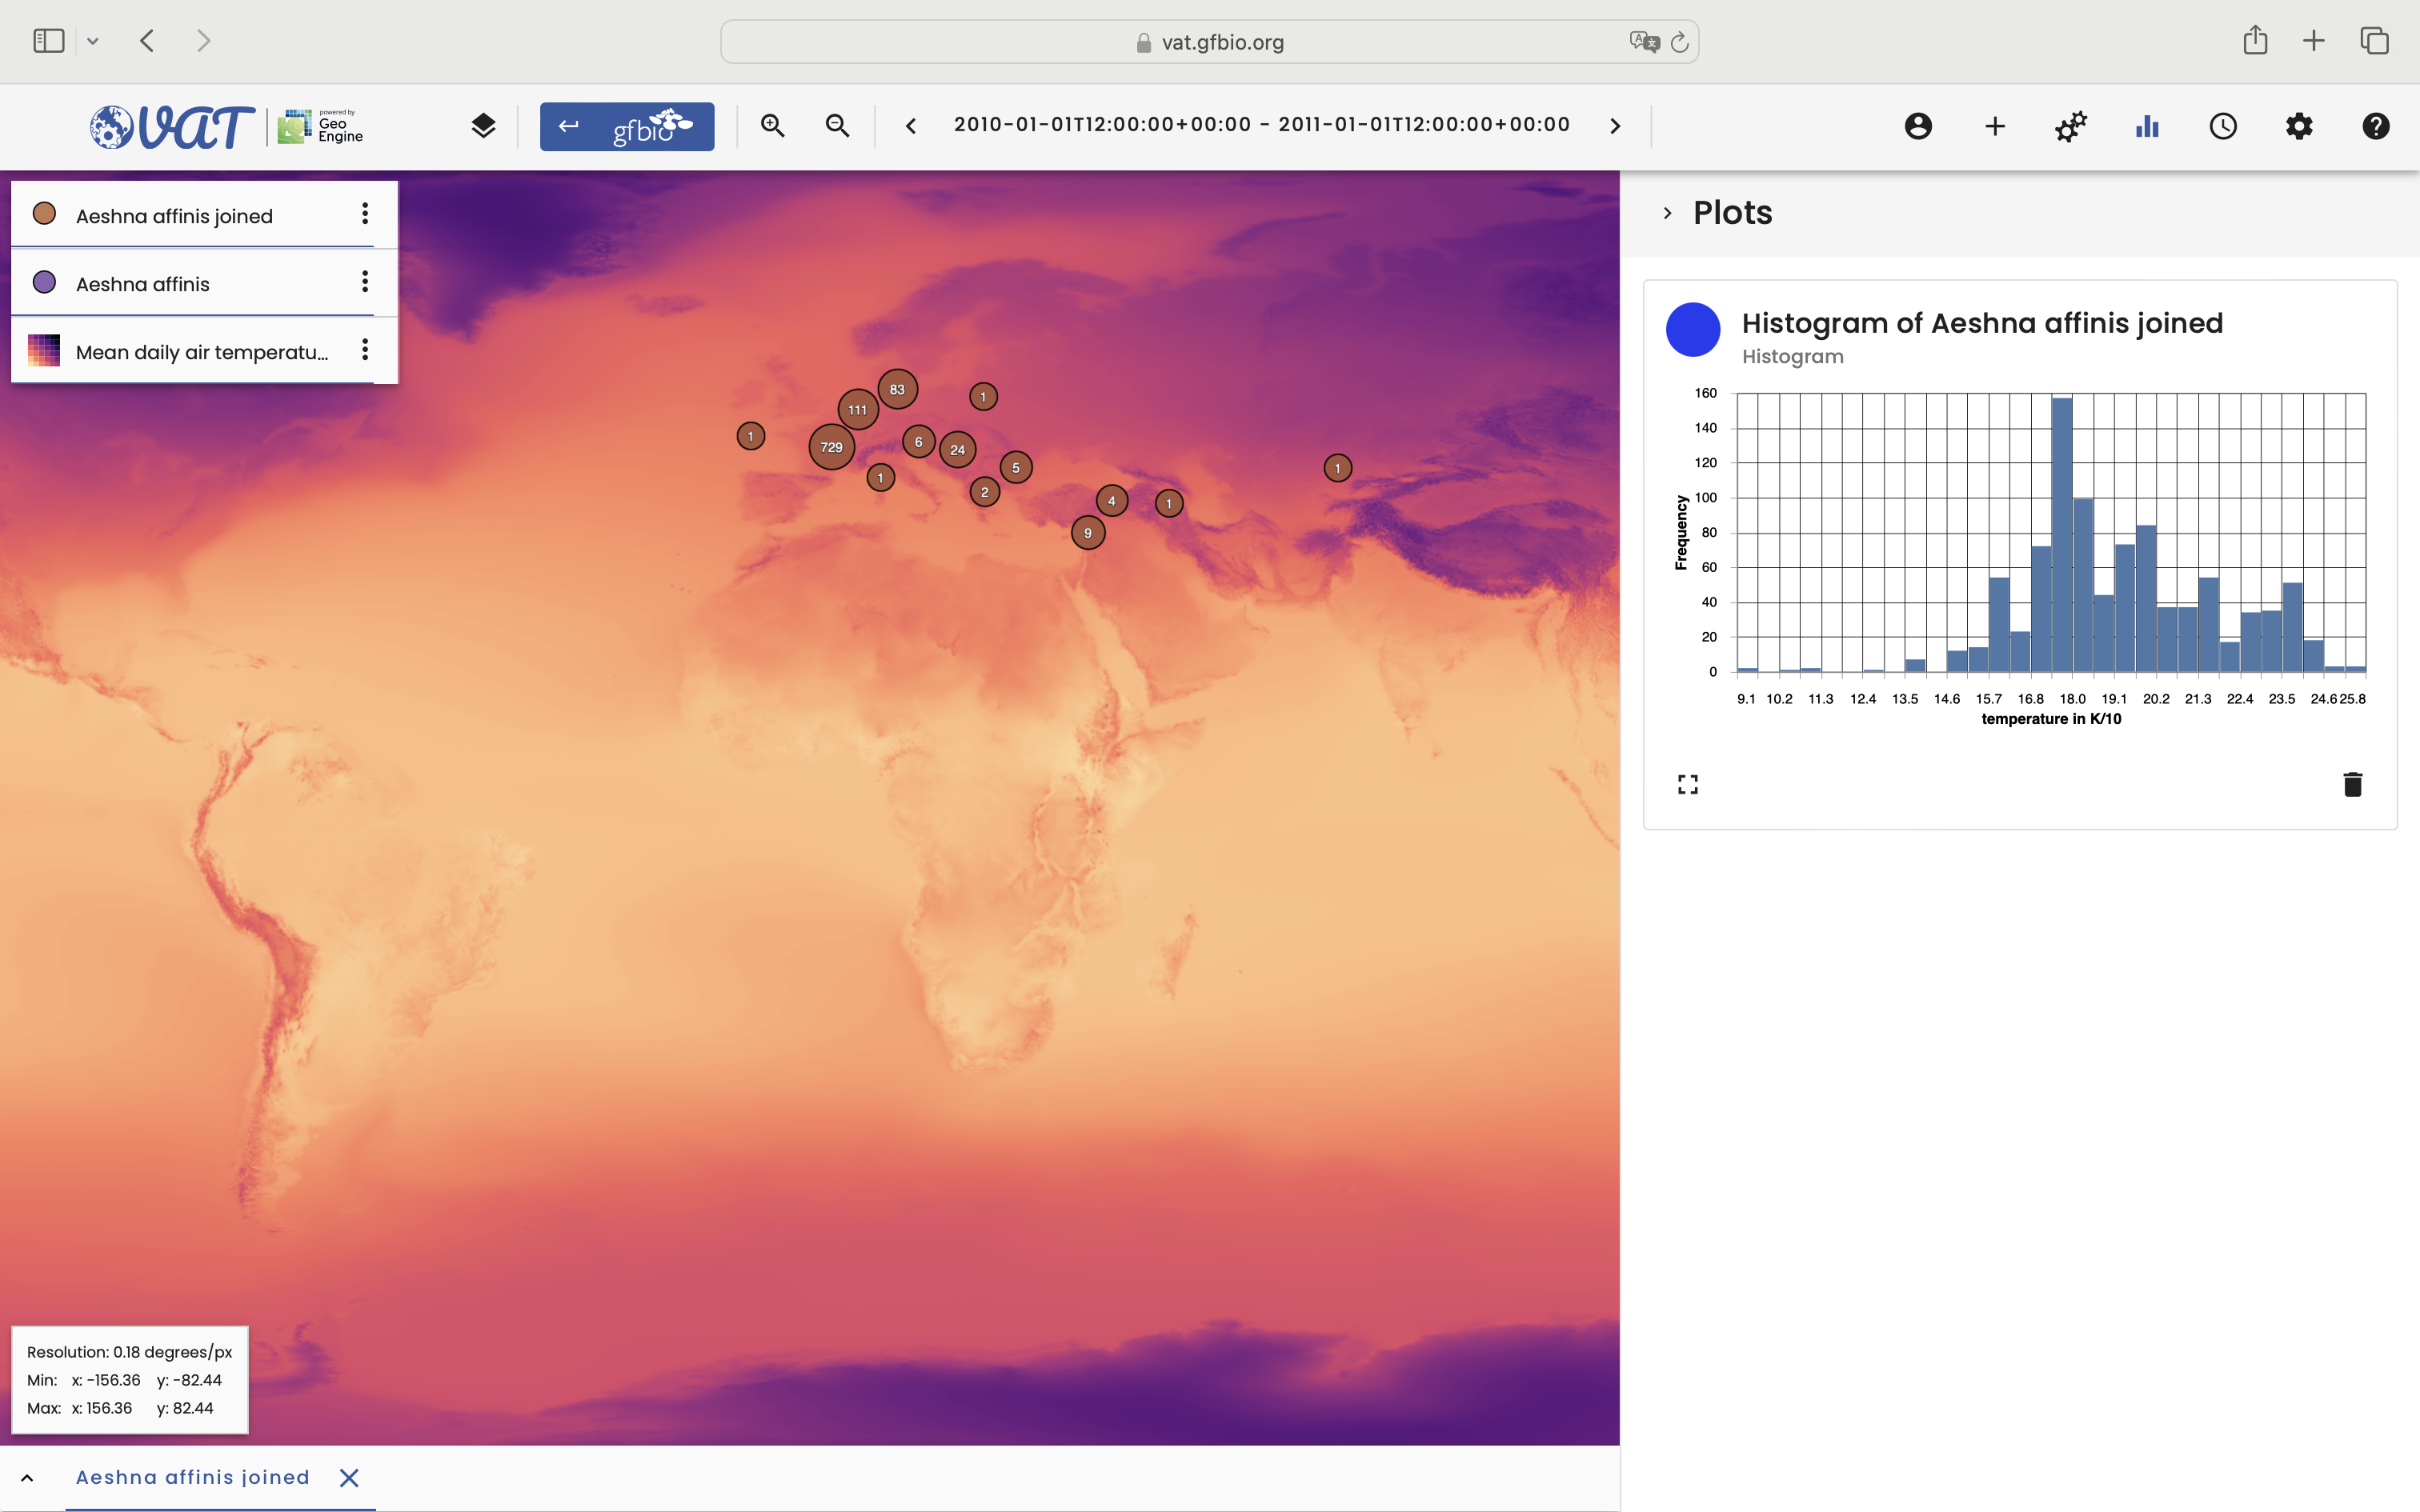 vat.gfbio.org
VAT
powered by
Geo
Engine
gfbio
2010-01-01T12:00:00+00:00 - 2011-01-01T12:00:00+00:00
Aeshna affinis joined
Aeshna affinis
Mean daily air temperatu...
83
111
1
1
729
6
24
5
1
2
4
1
1
9
Resolution: 0.18 degrees/px
Min: x: -156.36 y: -82.44
Max: x: 156.36 y: 82.44
Aeshna affinis joined
Plots
Histogram of Aeshna affinis joined
Histogram
160
140
120
100
80
60
40
20
0
Frequency
9.1 10.2 11.3 12.4 13.5 14.6 15.7 16.8 18.0 19.1 20.2 21.3 22.4 23.5 24.6 25.8
temperature in K/10